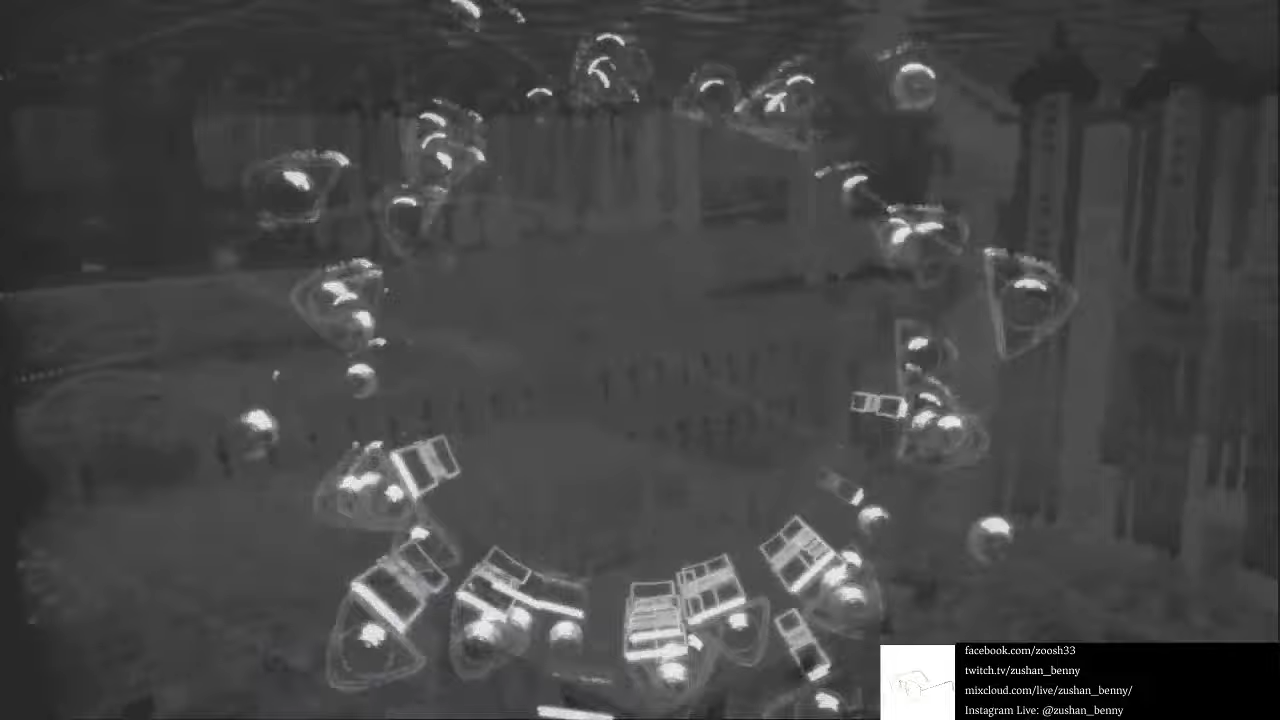 facebook.com/zoosh33
twitch.tv/zushan_benny
mixcloud.com/live/zushan_benny/
Instagram Live: @zushan_benny